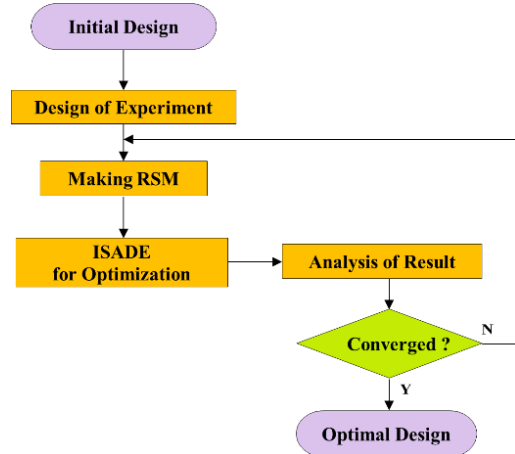 Initial Design
Design of Experiment
Making RSM
ISADE
for Optimization
Analysis of Result
Converged ?
N
Y
Optimal Design